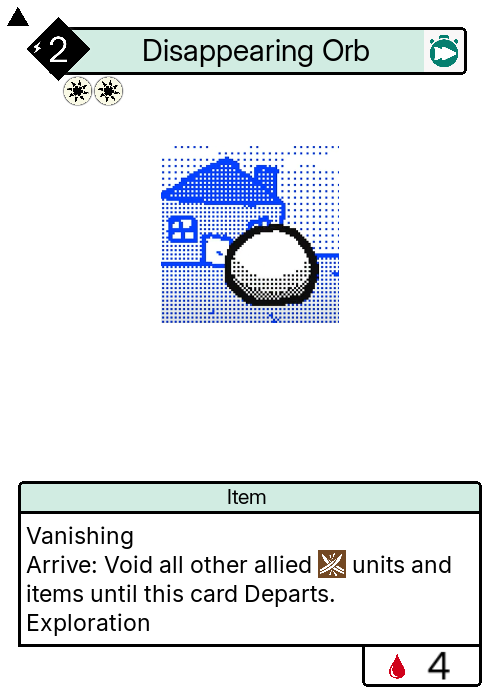 2
Disappearing Orb
Item
Vanishing
Arrive: Void all other allied units and
items until this card Departs.
Exploration
4